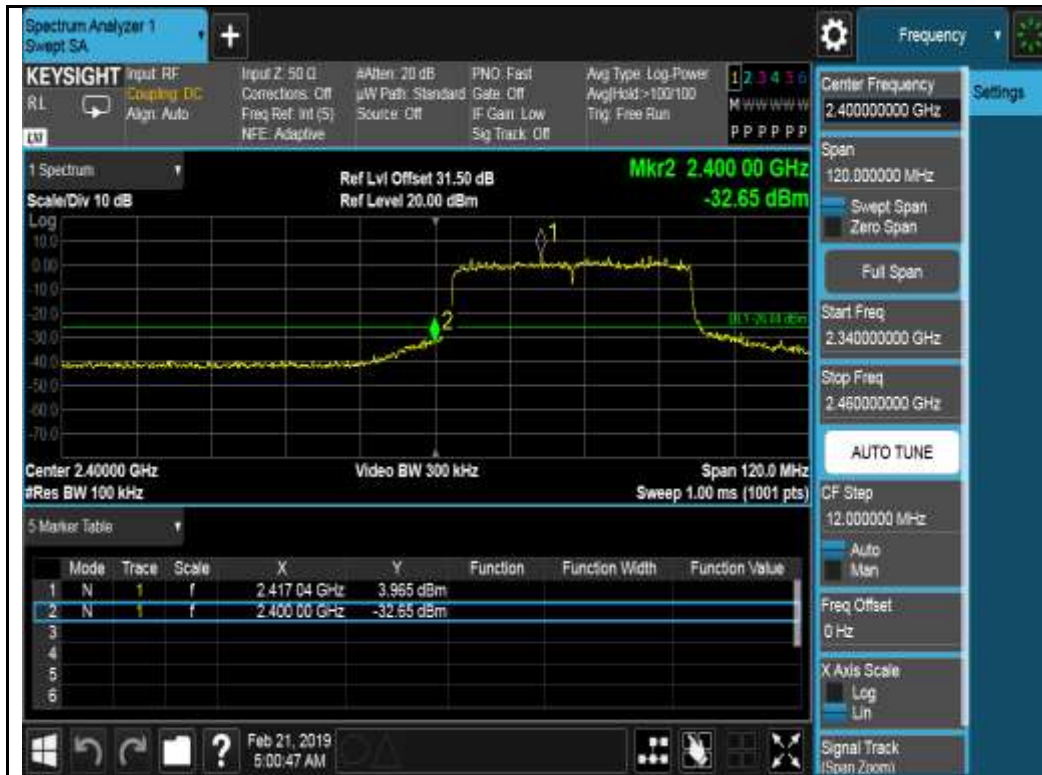 Spectrum Analyzer 1
Swept SA
+
Frequency
KEYSIGHT
RL
Input: RF
Coupling: DC
Align: Auto
Input Z: 50 Ω
Corrections: Off
Freq Ref: Int (S)
NFE: Adaptive
#Atten: 20 dB
µW Path: Standard
Source: Off
PNO: Fast
Gate: Off
IF Gain: Low
Sig Track: Off
Avg Type: Log-Power
Avg|Hold:>100/100
Trig: Free Run
1 2 3 4 5 6
M W W W W W
P P P P P P
1 Spectrum
Scale/Div 10 dB
Ref Lvl Offset 31.50 dB
Ref Level 20.00 dBm
Mkr2 2.400 00 GHz
-32.65 dBm
Log
10.0
0.00
-10.0
-20.0
-30.0
-40.0
-50.0
-60.0
-70.0
1
2
Center 2.40000 GHz
#Res BW 100 kHz
Video BW 300 kHz
Span 120.0 MHz
Sweep 1.00 ms (1001 pts)
5 Marker Table
Mode Trace Scale X Y Function Function Width Function Value
1 N 1 f 2.417 04 GHz 3.965 dBm
2 N 1 f 2.400 00 GHz -32.65 dBm
3
4
5
6
Feb 21, 2019
5:00:47 AM
?
Center Frequency
2.400000000 GHz
Settings
Span
120.000000 MHz
Swept Span
Zero Span
Full Span
Start Freq
2.340000000 GHz
Stop Freq
2.460000000 GHz
AUTO TUNE
CF Step
12.000000 MHz
Auto
Man
Freq Offset
0 Hz
X Axis Scale
Log
Lin
Signal Track
(Span Zoom)